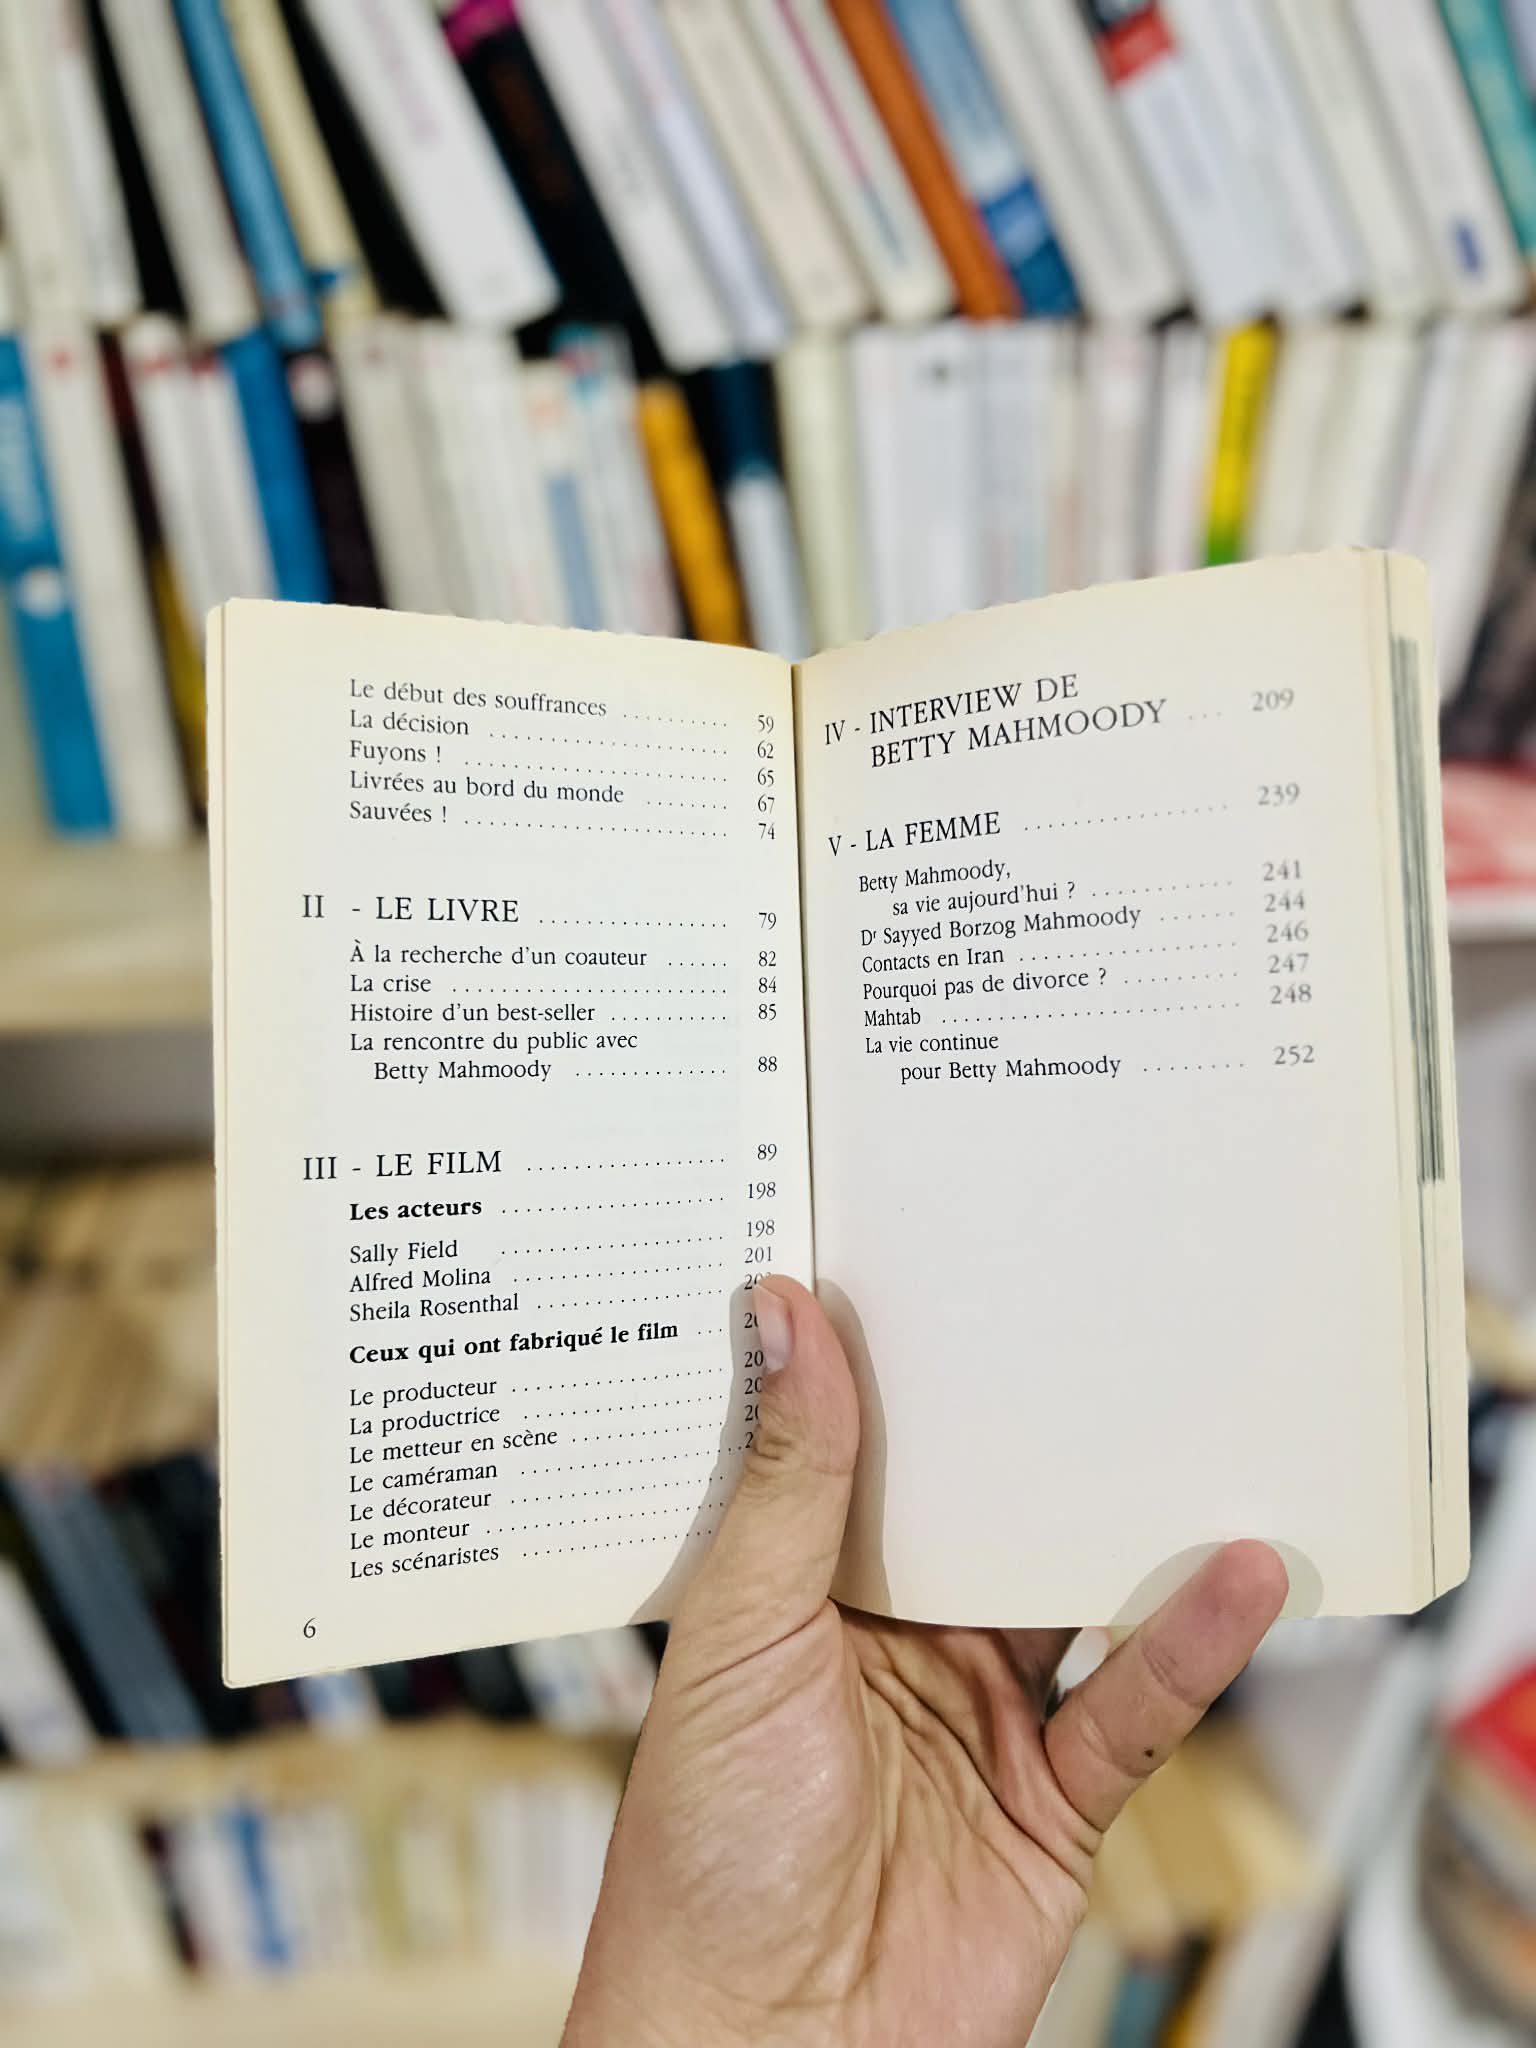 Le début des souffrances .......... 59
La décision .................... 62
Fuyons ! ...................... 65
Livrées au bord du monde ........ 67
Sauvées ! ...................... 74
II - LE LIVRE ................ 79
À la recherche d'un coauteur ...... 82
La crise ....................... 84
Histoire d'un best-seller ........... 85
La rencontre du public avec
Betty Mahmoody ............. 88
III - LE FILM ................. 89
Les acteurs ................... 198
Sally Field ................... 198
Alfred Molina .................. 201
Sheila Rosenthal ................
Ceux qui ont fabriqué le film ...
Le producteur ..................
La productrice .................
Le metteur en scène .............
Le caméraman ...................
Le décorateur ..................
Le monteur ....................
Les scénaristes .................
6
IV - INTERVIEW DE
BETTY MAHMOODY ... 209
V - LA FEMME ................. 239
Betty Mahmoody,
sa vie aujourd'hui ? ............ 241
Dr Sayyed Borzog Mahmoody ...... 244
Contacts en Iran .................. 246
Pourquoi pas de divorce ? ......... 247
Mahtab ......................... 248
La vie continue
pour Betty Mahmoody ........ 252